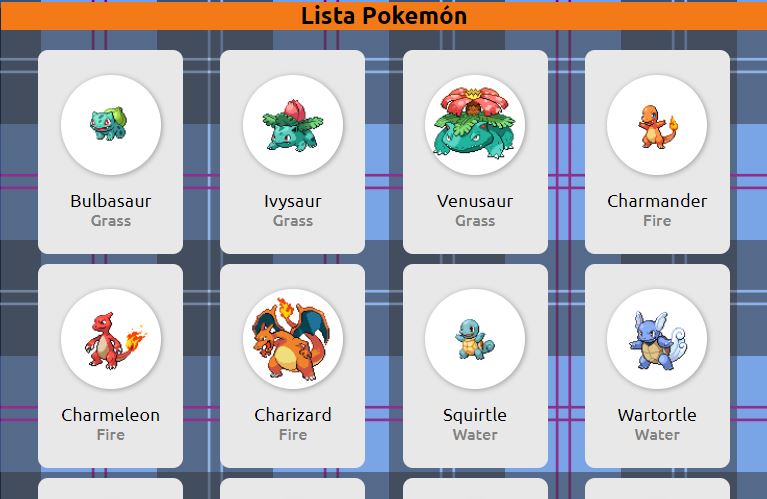 Lista Pokemón
Bulbasaur
Grass
Ivysaur
Grass
Venusaur
Grass
Charmander
Fire
Charmeleon
Fire
Charizard
Fire
Squirtle
Water
Wartortle
Water